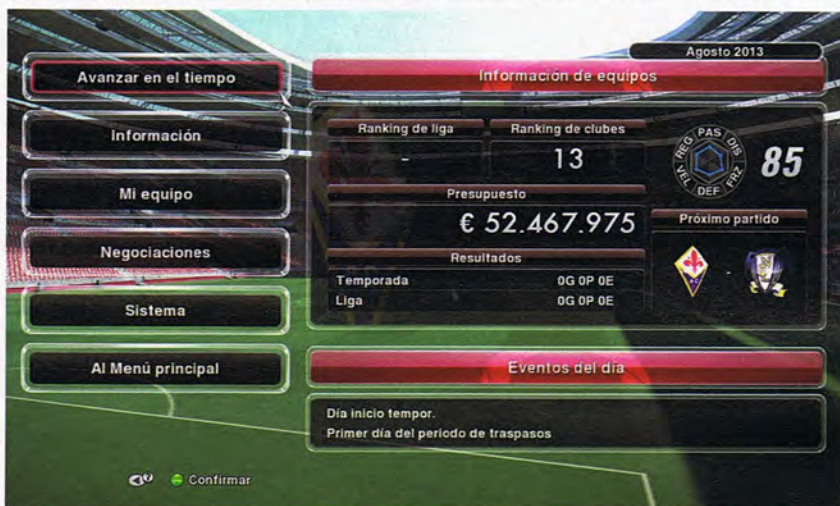 Agosto 2013
Avanzar en el tiempo
Información
Mi equipo
Negociaciones
Sistema
Al Menú principal
Información de equipos
Ranking de liga
-
Ranking de clubes
13
Presupuesto
€ 52.467.975
Resultados
Temporada 0G 0P 0E
Liga 0G 0P 0E
PAS
DIS
FRZ
DEF
VEL
REG
85
Próximo partido
-
Eventos del día
Día inicio tempor.
Primer día del periodo de traspasos
Confirmar